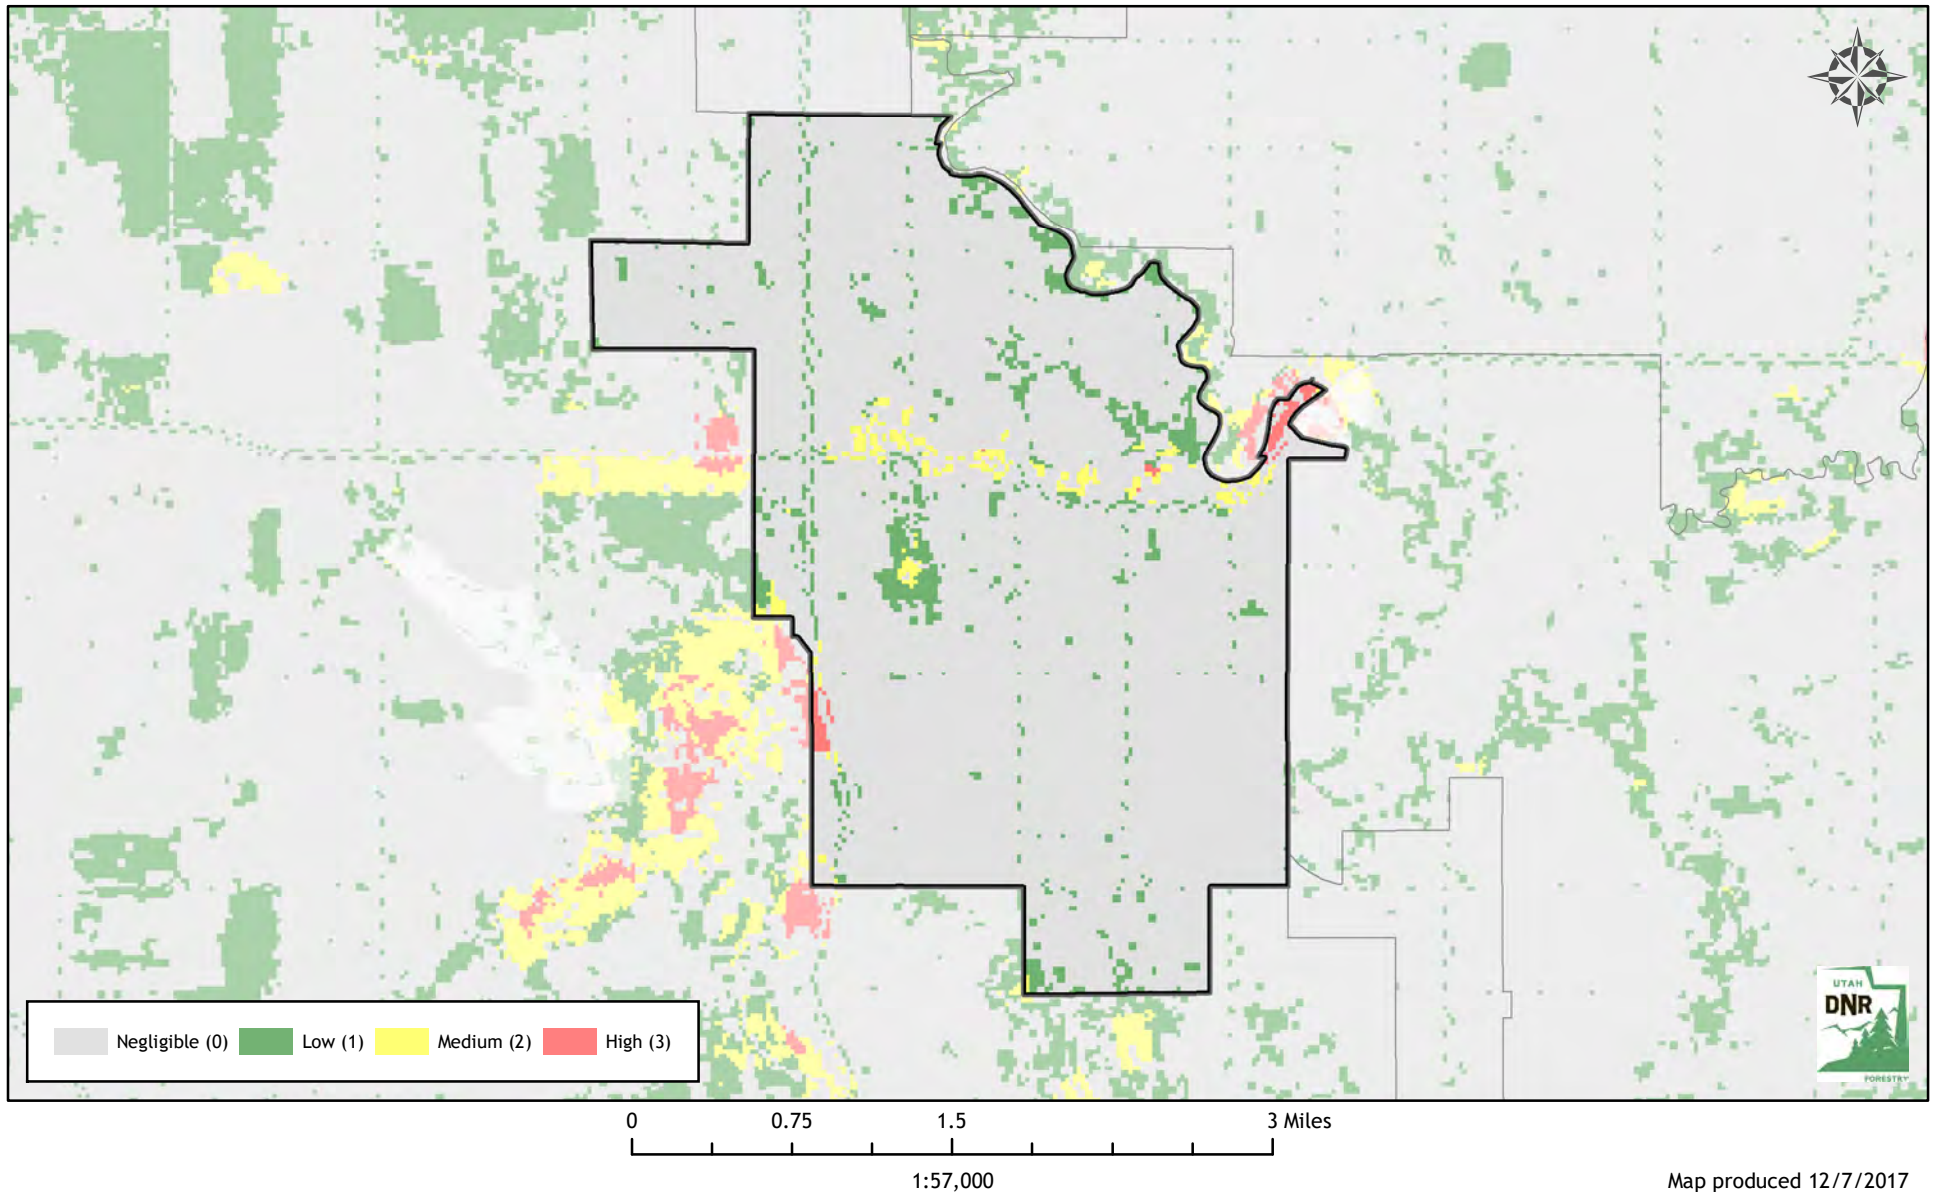 UTAH
DNR
FORESTRY
Negligible (0) Low (1) Medium (2) High (3)
0 0.75 1.5 3 Miles
1:57,000
Map produced 12/7/2017